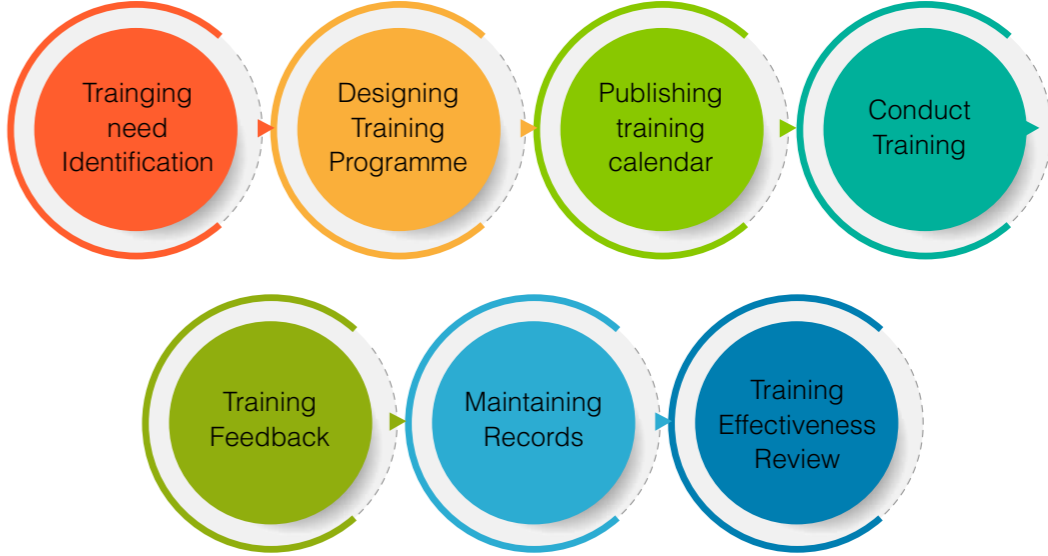 Trainging
need
Identification
Designing
Training
Programme
Publishing
training
calendar
Conduct
Training
Training
Feedback
Maintaining
Records
Training
Effectiveness
Review